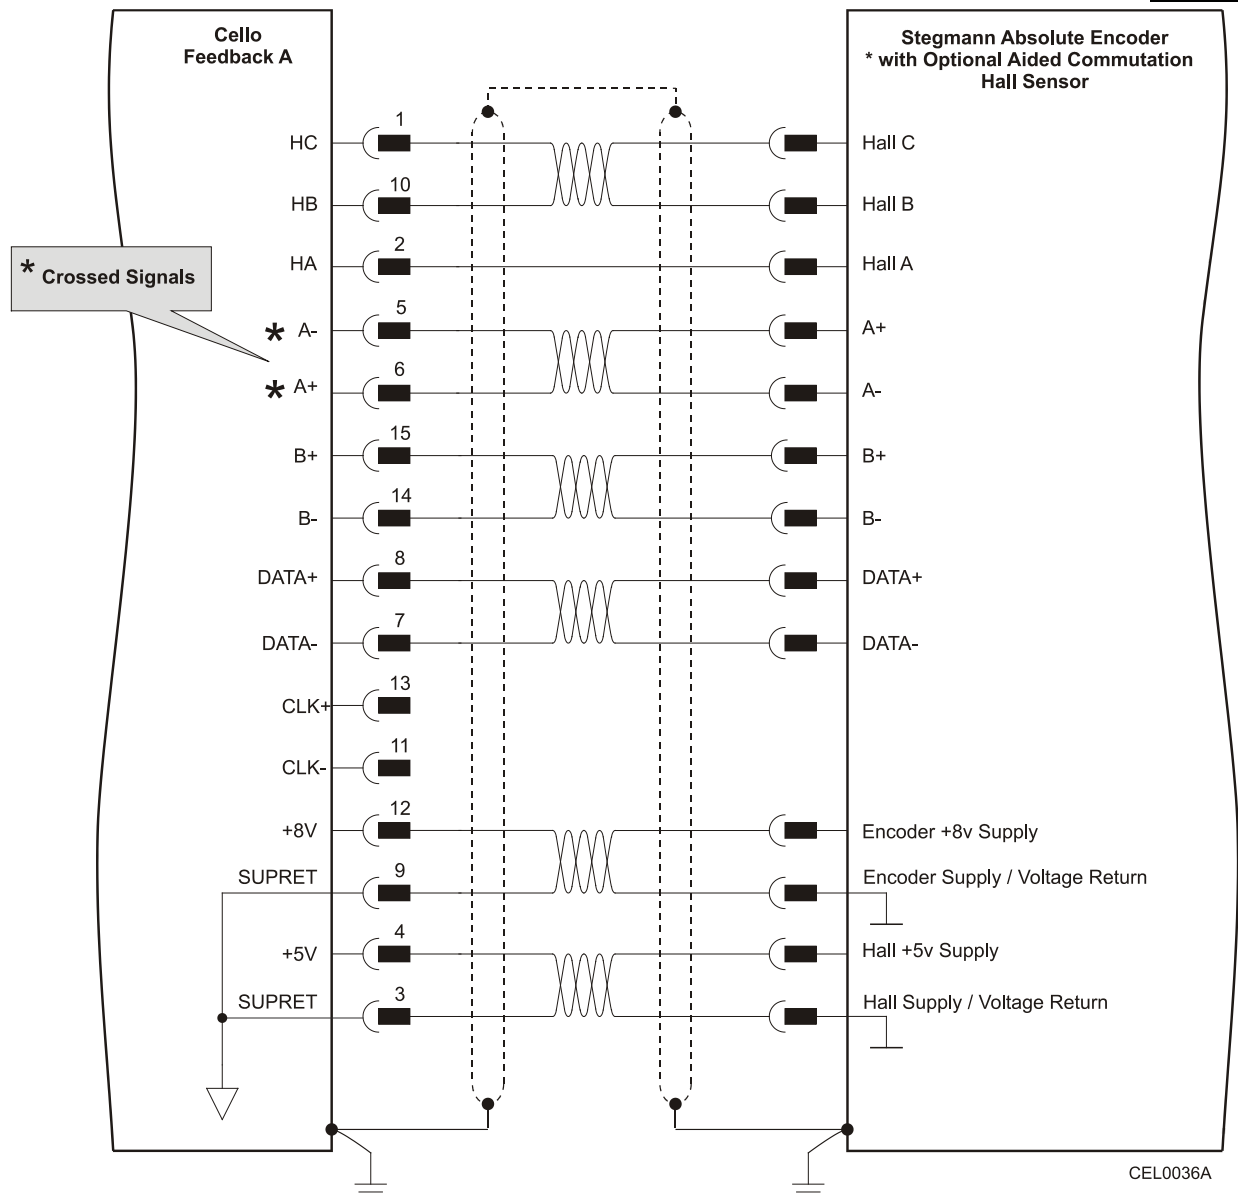 Cello
Feedback A
Stegmann Absolute Encoder
* with Optional Aided Commutation
Hall Sensor
HC 1 Hall C
HB 10 Hall B
HA 2 Hall A
* Crossed Signals
* A- 5 A+
* A+ 6 A-
B+ 15 B+
B- 14 B-
DATA+ 8 DATA+
DATA- 7 DATA-
CLK+ 13
CLK- 11
+8V 12 Encoder +8v Supply
SUPRET 9 Encoder Supply / Voltage Return
+5V 4 Hall +5v Supply
SUPRET 3 Hall Supply / Voltage Return
CEL0036A